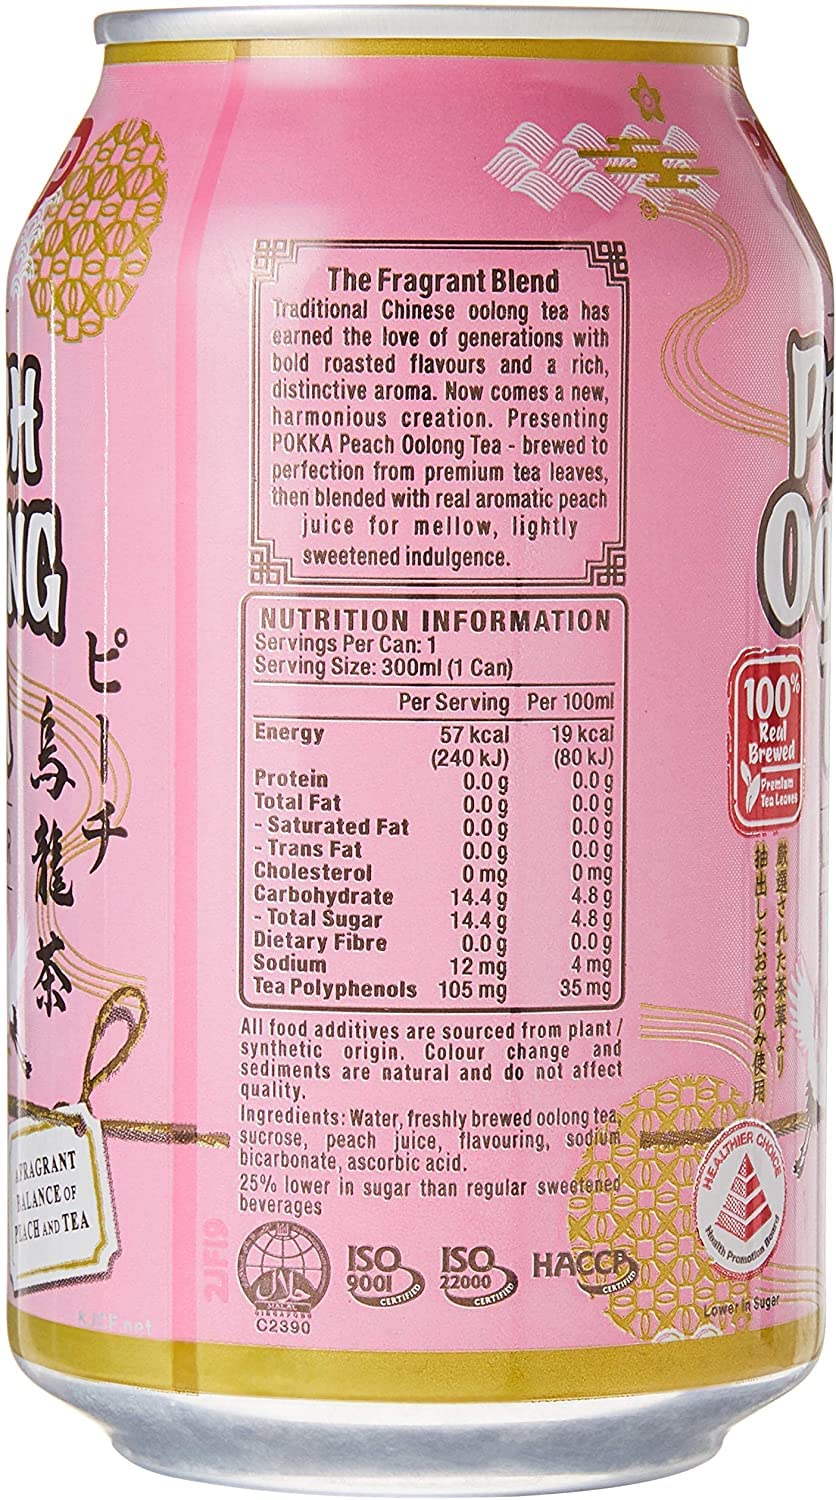 The Fragrant Blend
Traditional Chinese oolong tea has
earned the love of generations with
bold roasted flavours and a rich,
distinctive aroma. Now comes a new,
harmonious creation. Presenting
POKKA Peach Oolong Tea - brewed to
perfection from premium tea leaves,
then blended with real aromatic peach
juice for mellow, lightly
sweetened indulgence.
NUTRITION INFORMATION
Servings Per Can: 1
Serving Size: 300ml (1 Can)
Per Serving Per 100ml
Energy 57 kcal 19 kcal
(240 kJ) (80 kJ)
Protein 0.0 g 0.0 g
Total Fat 0.0 g 0.0 g
- Saturated Fat 0.0 g 0.0 g
- Trans Fat 0.0 g 0.0 g
Cholesterol 0 mg 0 mg
Carbohydrate 14.4 g 4.8 g
- Total Sugar 14.4 g 4.8 g
Dietary Fibre 0.0 g 0.0 g
Sodium 12 mg 4 mg
Tea Polyphenols 105 mg 35 mg
All food additives are sourced from plant /
synthetic origin. Colour change and
sediments are natural and do not affect
quality.
Ingredients: Water, freshly brewed oolong tea,
sucrose, peach juice, flavouring, sodium
bicarbonate, ascorbic acid.
25% lower in sugar than regular sweetened
beverages
2JF19
SINGAPORE
C2390
ISO
9001
CERTIFIED
ISO
22000
CERTIFIED
HACCP
CERTIFIED
ピーチ
烏龍茶
A FRAGRANT
BALANCE OF
PEACH AND TEA
100%
Real
Brewed
Premium
Tea Leaves
厳選された茶葉より
抽出したお茶のみ使用
HEALTHIER CHOICE
Health Promotion Board
Lower in Sugar